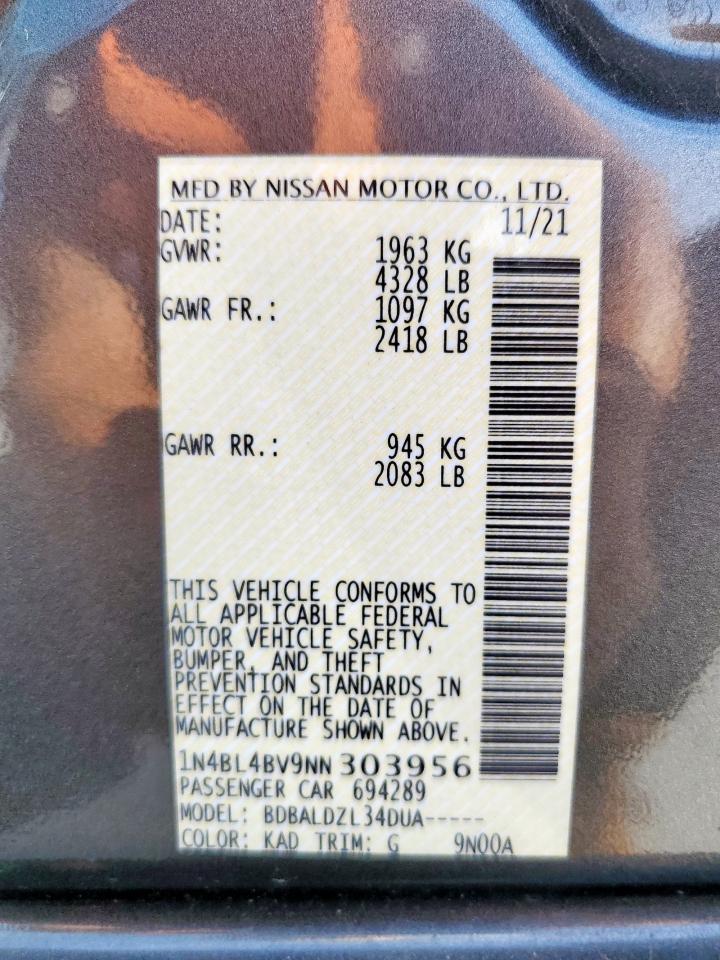 MFD BY NISSAN MOTOR CO., LTD.
DATE: 11/21
GVWR: 1963 KG
4328 LB
GAWR FR.: 1097 KG
2418 LB
GAWR RR.: 945 KG
2083 LB
THIS VEHICLE CONFORMS TO
ALL APPLICABLE FEDERAL
MOTOR VEHICLE SAFETY,
BUMPER, AND THEFT
PREVENTION STANDARDS IN
EFFECT ON THE DATE OF
MANUFACTURE SHOWN ABOVE.
1N4BL4BV9NN303956
PASSENGER CAR 694289
MODEL: BDBALDZL34DUA-----
COLOR: KAD TRIM: G 9N00A